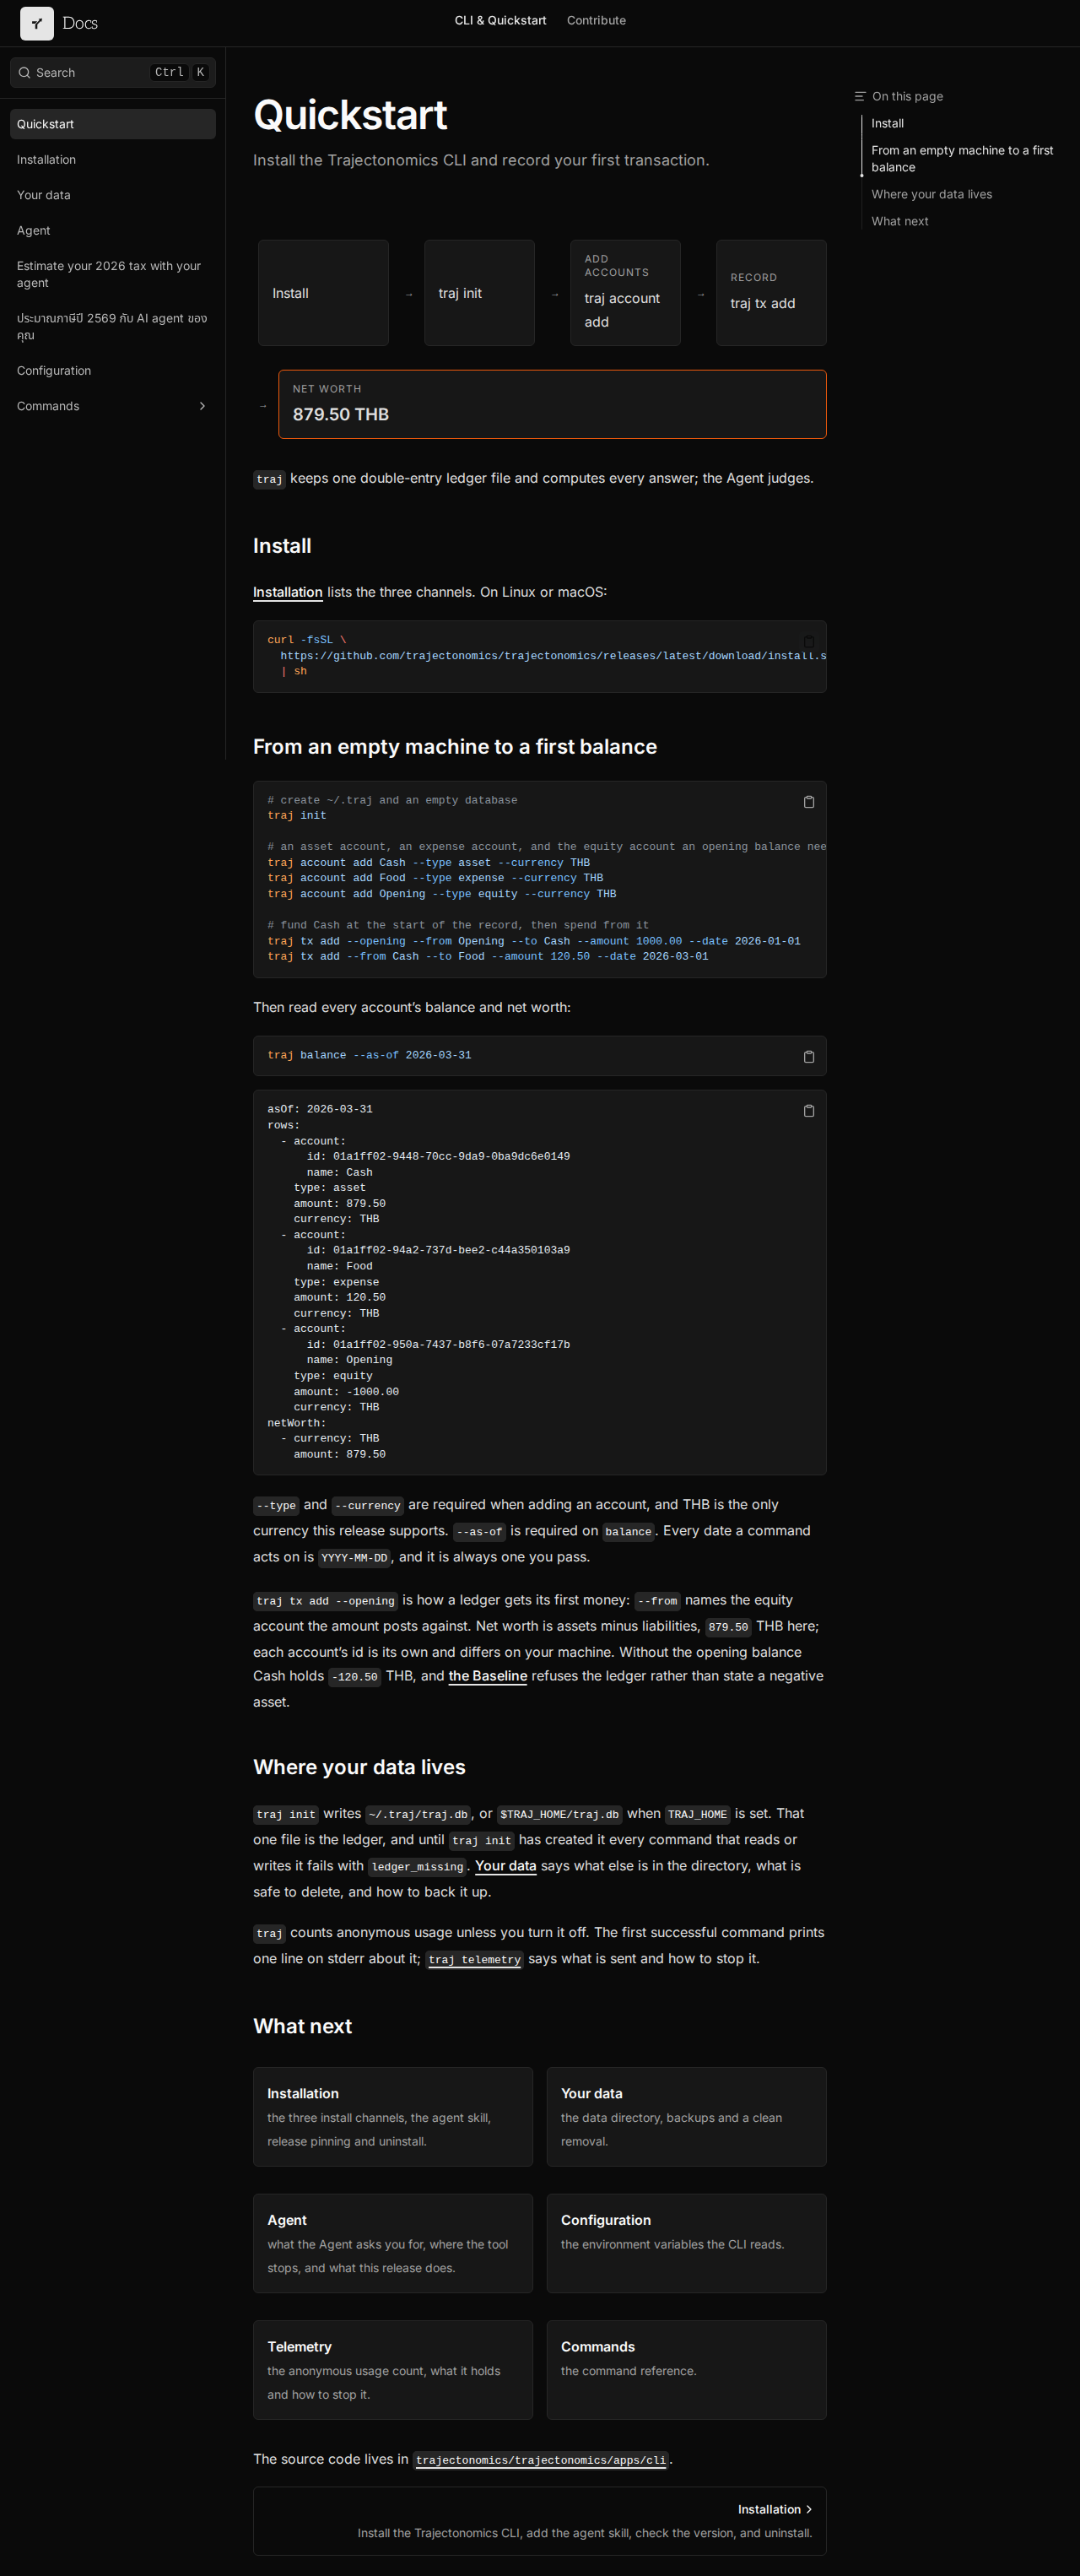 Docs
CLI & Quickstart
Contribute
Search
Ctrl K
Quickstart
Installation
Your data
Agent
Estimate your 2026 tax with your
agent
ประมาณภาษีปี 2569 กับ AI agent ของ
คุณ
Configuration
Commands
Quickstart
Install the Trajectonomics CLI and record your first transaction.
On this page
Install
From an empty machine to a first
balance
Where your data lives
What next
Install
→
traj init
→
ADD
ACCOUNTS
traj account
add
→
RECORD
traj tx add
→
NET WORTH
879.50 THB
traj keeps one double-entry ledger file and computes every answer; the Agent judges.
Install
Installation lists the three channels. On Linux or macOS:
curl -fsSL \
https://github.com/trajectonomics/trajectonomics/releases/latest/download/install.s
| sh
From an empty machine to a first balance
# create ~/.traj and an empty database
traj init
# an asset account, an expense account, and the equity account an opening balance nee
traj account add Cash --type asset --currency THB
traj account add Food --type expense --currency THB
traj account add Opening --type equity --currency THB
# fund Cash at the start of the record, then spend from it
traj tx add --opening --from Opening --to Cash --amount 1000.00 --date 2026-01-01
traj tx add --from Cash --to Food --amount 120.50 --date 2026-03-01
Then read every account’s balance and net worth:
traj balance --as-of 2026-03-31
asOf: 2026-03-31
rows:
- account:
id: 01a1ff02-9448-70cc-9da9-0ba9dc6e0149
name: Cash
type: asset
amount: 879.50
currency: THB
- account:
id: 01a1ff02-94a2-737d-bee2-c44a350103a9
name: Food
type: expense
amount: 120.50
currency: THB
- account:
id: 01a1ff02-950a-7437-b8f6-07a7233cf17b
name: Opening
type: equity
amount: -1000.00
currency: THB
netWorth:
- currency: THB
amount: 879.50
--type and --currency are required when adding an account, and THB is the only
currency this release supports. --as-of is required on balance. Every date a command
acts on is YYYY-MM-DD, and it is always one you pass.
traj tx add --opening is how a ledger gets its first money: --from names the equity
account the amount posts against. Net worth is assets minus liabilities, 879.50 THB here;
each account’s id is its own and differs on your machine. Without the opening balance
Cash holds -120.50 THB, and the Baseline refuses the ledger rather than state a negative
asset.
Where your data lives
traj init writes ~/.traj/traj.db, or $TRAJ_HOME/traj.db when TRAJ_HOME is set. That
one file is the ledger, and until traj init has created it every command that reads or
writes it fails with ledger_missing. Your data says what else is in the directory, what is
safe to delete, and how to back it up.
traj counts anonymous usage unless you turn it off. The first successful command prints
one line on stderr about it; traj telemetry says what is sent and how to stop it.
What next
Installation
the three install channels, the agent skill,
release pinning and uninstall.
Your data
the data directory, backups and a clean
removal.
Agent
what the Agent asks you for, where the tool
stops, and what this release does.
Configuration
the environment variables the CLI reads.
Telemetry
the anonymous usage count, what it holds
and how to stop it.
Commands
the command reference.
The source code lives in trajectonomics/trajectonomics/apps/cli.
Installation
Install the Trajectonomics CLI, add the agent skill, check the version, and uninstall.